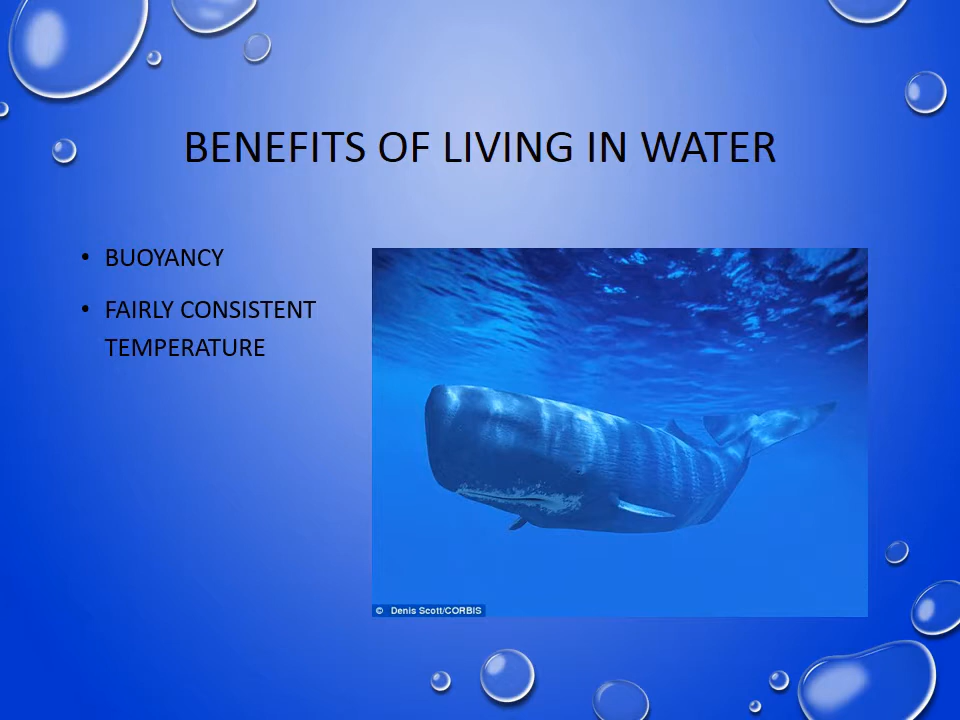 BENEFITS OF LIVING IN WATER
• BUOYANCY
• FAIRLY CONSISTENT
TEMPERATURE
© Denis Scott/CORBIS